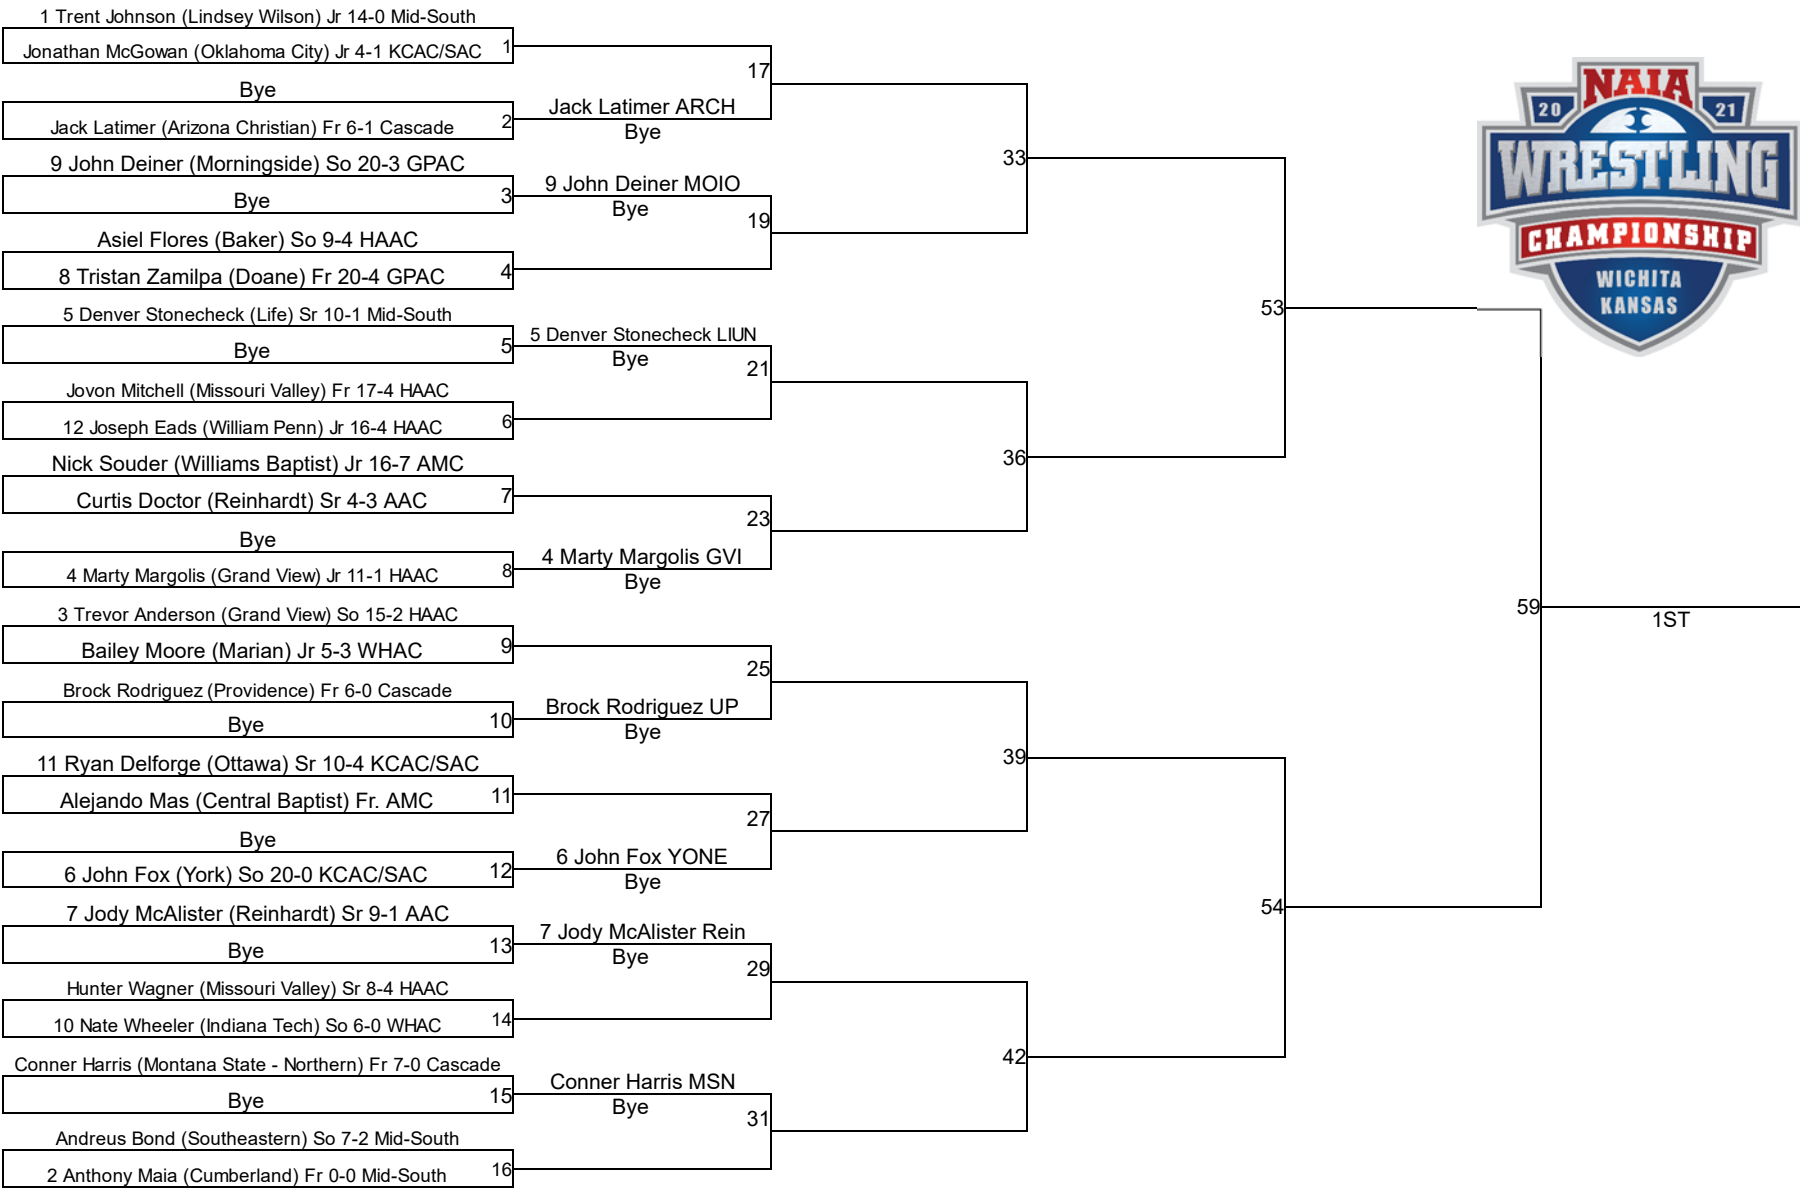 1 Trent Johnson (Lindsey Wilson) Jr 14-0 Mid-South
Jonathan McGowan (Oklahoma City) Jr 4-1 KCAC/SAC
1
Bye
Jack Latimer (Arizona Christian) Fr 6-1 Cascade
2
9 John Deiner (Morningside) So 20-3 GPAC
Bye
3
Asiel Flores (Baker) So 9-4 HAAC
8 Tristan Zamilpa (Doane) Fr 20-4 GPAC
4
5 Denver Stonecheck (Life) Sr 10-1 Mid-South
Bye
5
Jovon Mitchell (Missouri Valley) Fr 17-4 HAAC
12 Joseph Eads (William Penn) Jr 16-4 HAAC
6
Nick Souder (Williams Baptist) Jr 16-7 AMC
Curtis Doctor (Reinhardt) Sr 4-3 AAC
7
Bye
4 Marty Margolis (Grand View) Jr 11-1 HAAC
8
3 Trevor Anderson (Grand View) So 15-2 HAAC
Bailey Moore (Marian) Jr 5-3 WHAC
9
Brock Rodriguez (Providence) Fr 6-0 Cascade
Bye
10
11 Ryan Delforge (Ottawa) Sr 10-4 KCAC/SAC
Alejando Mas (Central Baptist) Fr. AMC
11
Bye
6 John Fox (York) So 20-0 KCAC/SAC
12
7 Jody McAlister (Reinhardt) Sr 9-1 AAC
Bye
13
Hunter Wagner (Missouri Valley) Sr 8-4 HAAC
10 Nate Wheeler (Indiana Tech) So 6-0 WHAC
14
Conner Harris (Montana State - Northern) Fr 7-0 Cascade
Bye
15
Andreus Bond (Southeastern) So 7-2 Mid-South
2 Anthony Maia (Cumberland) Fr 0-0 Mid-South
16
17
Jack Latimer ARCH
Bye
9 John Deiner MOIO
Bye
19
5 Denver Stonecheck LIUN
Bye
21
23
4 Marty Margolis GVI
Bye
25
Brock Rodriguez UP
Bye
27
6 John Fox YONE
Bye
7 Jody McAlister Rein
Bye
29
Conner Harris MSN
Bye
31
33
36
39
42
53
54
59
1ST
NAIA
20 21
WRESTLING
CHAMPIONSHIP
WICHITA
KANSAS